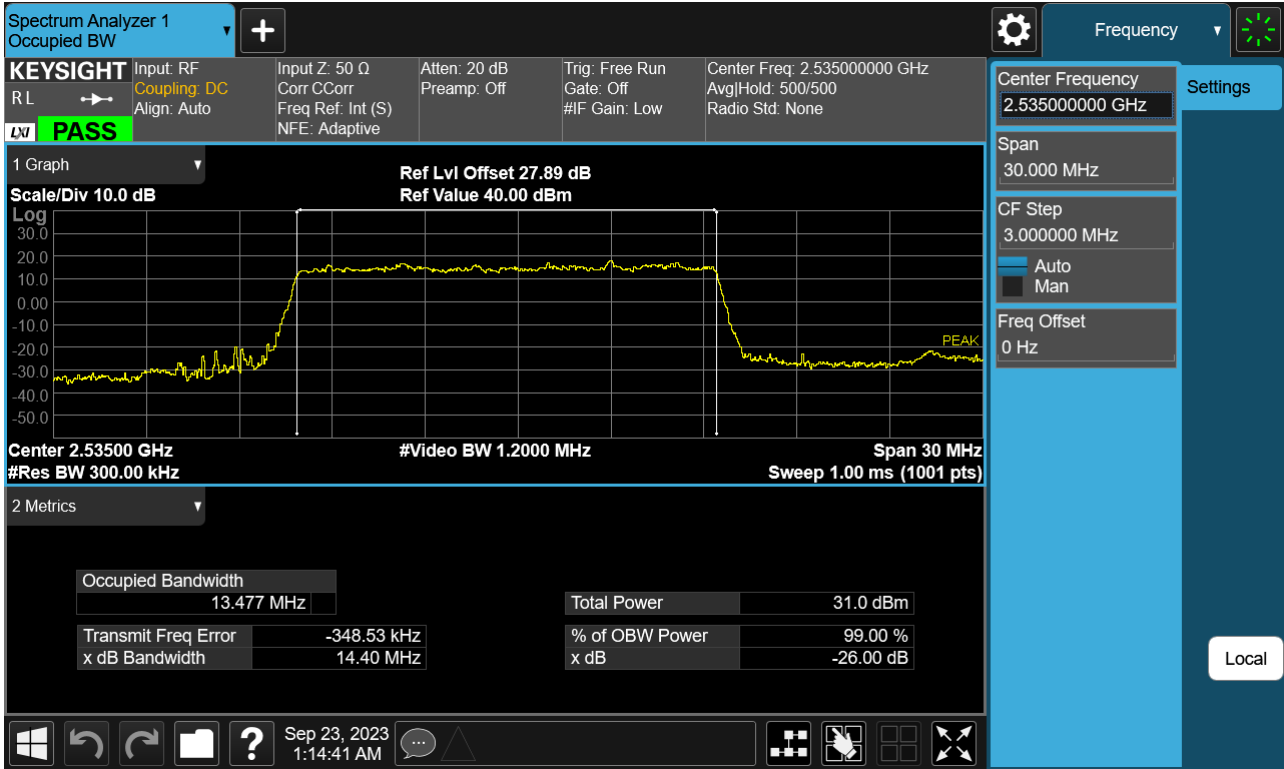 Spectrum Analyzer 1
Occupied BW
Frequency
KEYSIGHT
R L
LXI
PASS
Input: RF
Coupling: DC
Align: Auto
Input Z: 50 Ω
Corr CCorr
Freq Ref: Int (S)
NFE: Adaptive
Atten: 20 dB
Preamp: Off
Trig: Free Run
Gate: Off
#IF Gain: Low
Center Freq: 2.535000000 GHz
Avg|Hold: 500/500
Radio Std: None
Center Frequency
2.535000000 GHz
Settings
Span
30.000 MHz
CF Step
3.000000 MHz
Auto
Man
Freq Offset
0 Hz
Local
1 Graph
Scale/Div 10.0 dB
Ref Lvl Offset 27.89 dB
Ref Value 40.00 dBm
Log
30.0
20.0
10.0
0.00
-10.0
-20.0
-30.0
-40.0
-50.0
PEAK
Center 2.53500 GHz
#Video BW 1.2000 MHz
Span 30 MHz
#Res BW 300.00 kHz
Sweep 1.00 ms (1001 pts)
2 Metrics
Occupied Bandwidth
13.477 MHz
Total Power 31.0 dBm
Transmit Freq Error -348.53 kHz
% of OBW Power 99.00 %
x dB Bandwidth 14.40 MHz
x dB -26.00 dB
?
Sep 23, 2023
1:14:41 AM